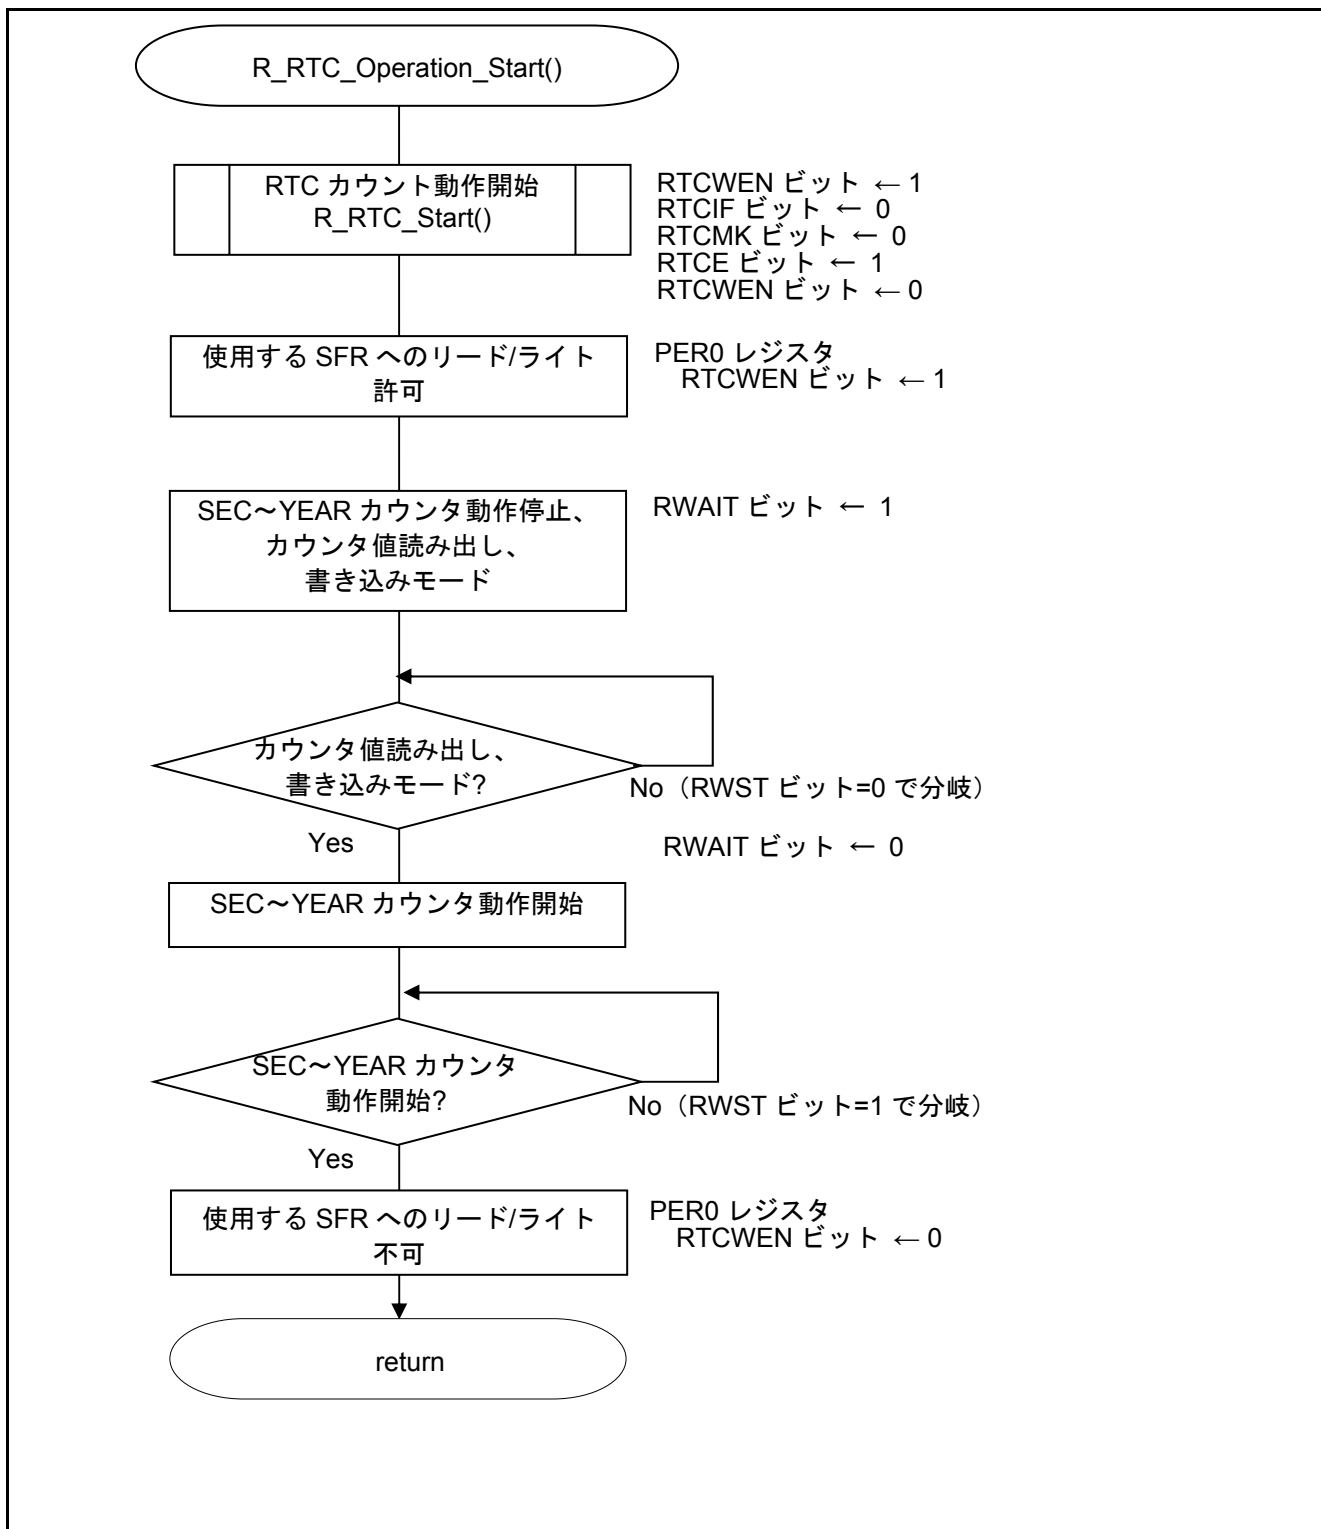 R_RTC_Operation_Start()
RTC カウント動作開始
R_RTC_Start()
RTCWEN ビット ← 1
RTCIF ビット ← 0
RTCMK ビット ← 0
RTCE ビット ← 1
RTCWEN ビット ← 0
使用する SFR へのリード/ライト
許可
PER0 レジスタ
RTCWEN ビット ← 1
SEC～YEAR カウンタ動作停止、
カウンタ値読み出し、
書き込みモード
RWAIT ビット ← 1
カウンタ値読み出し、
書き込みモード?
No（RWST ビット=0 で分岐）
Yes
RWAIT ビット ← 0
SEC～YEAR カウンタ動作開始
SEC～YEAR カウンタ
動作開始?
No（RWST ビット=1 で分岐）
Yes
使用する SFR へのリード/ライト
不可
PER0 レジスタ
RTCWEN ビット ← 0
return